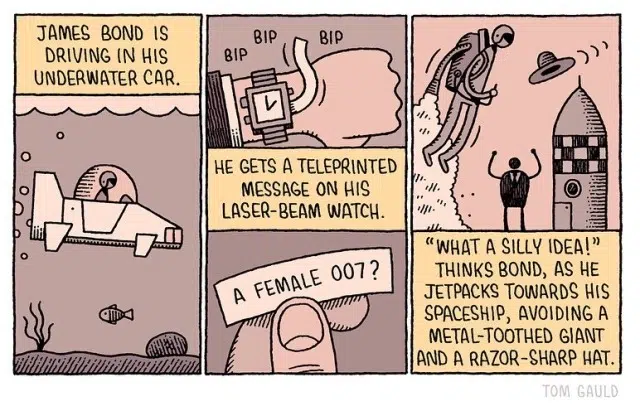 JAMES BOND IS
DRIVING IN HIS
UNDERWATER CAR.
BIP
BIP
BIP
HE GETS A TELEPRINTED
MESSAGE ON HIS
LASER-BEAM WATCH.
A FEMALE 007?
"WHAT A SILLY IDEA!"
THINKS BOND, AS HE
JETPACKS TOWARDS HIS
SPACESHIP, AVOIDING A
METAL-TOOTHED GIANT
AND A RAZOR-SHARP HAT.
TOM GAULD